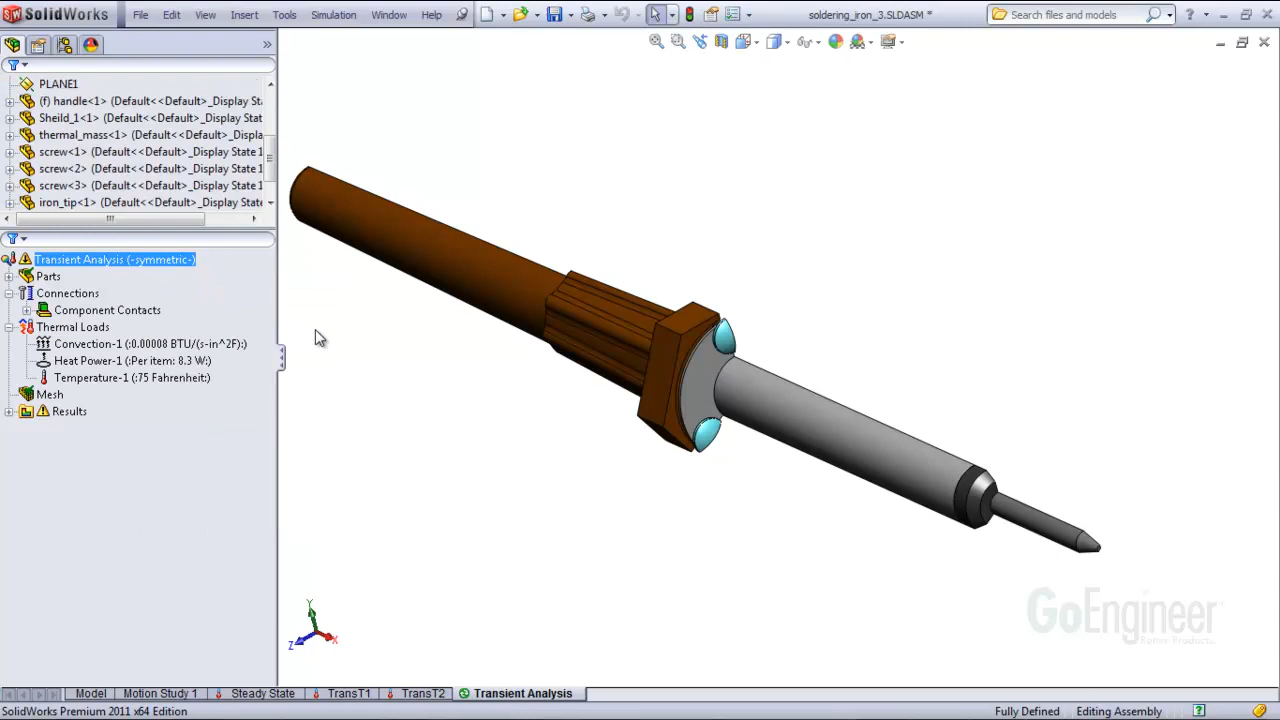 SolidWorks File Edit View Insert Tools Simulation Window Help soldering_iron_3.SLDASM * Search files and models
PLANE1
(f) handle<1> (Default<<Default>_Display Sta
Sheild_1<1> (Default<<Default>_Display Stat
thermal_mass<1> (Default<<Default>_Displa
screw<1> (Default<<Default>_Display State 1
screw<2> (Default<<Default>_Display State 1
screw<3> (Default<<Default>_Display State 1
iron_tip<1> (Default<<Default>_Display State
Transient Analysis (-symmetric-)
Parts
Connections
Component Contacts
Thermal Loads
Convection-1 (:0.00008 BTU/(s-in^2F):)
Heat Power-1 (:Per item: 8.3 W:)
Temperature-1 (:75 Fahrenheit:)
Mesh
Results
Y
X
Z
GoEngineer
Model Motion Study 1 Steady State TransT1 TransT2 Transient Analysis
SolidWorks Premium 2011 x64 Edition Fully Defined Editing Assembly